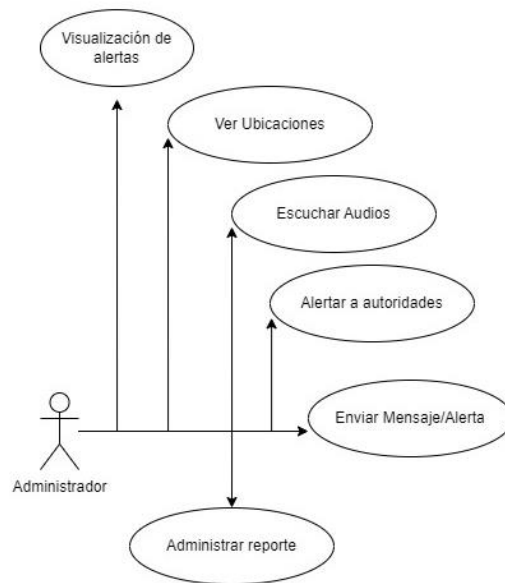 Visualización de
alertas
Ver Ubicaciones
Escuchar Audios
Alertar a autoridades
Enviar Mensaje/Alerta
Administrador
Administrar reporte